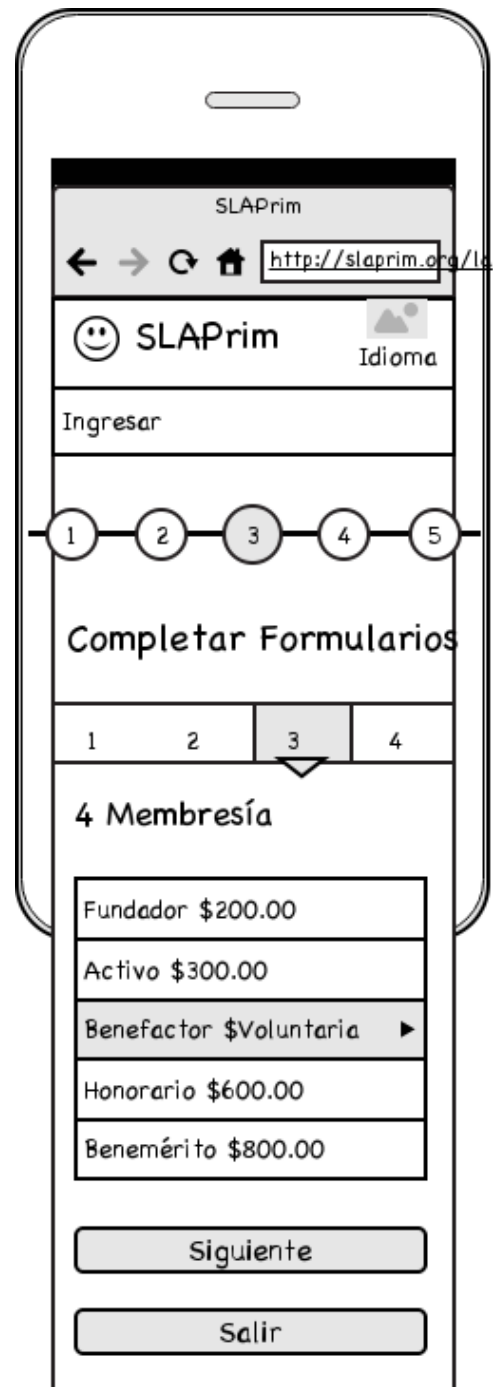 SLAPrim
http://slaprim.org/la
SLAPrim
Idioma
Ingresar
1 2 3 4 5
Completar Formularios
1 2 3 4
4 Membresía
Fundador $200.00
Activo $300.00
Benefactor $Voluntaria
Honorario $600.00
Benemérito $800.00
Siguiente
Salir